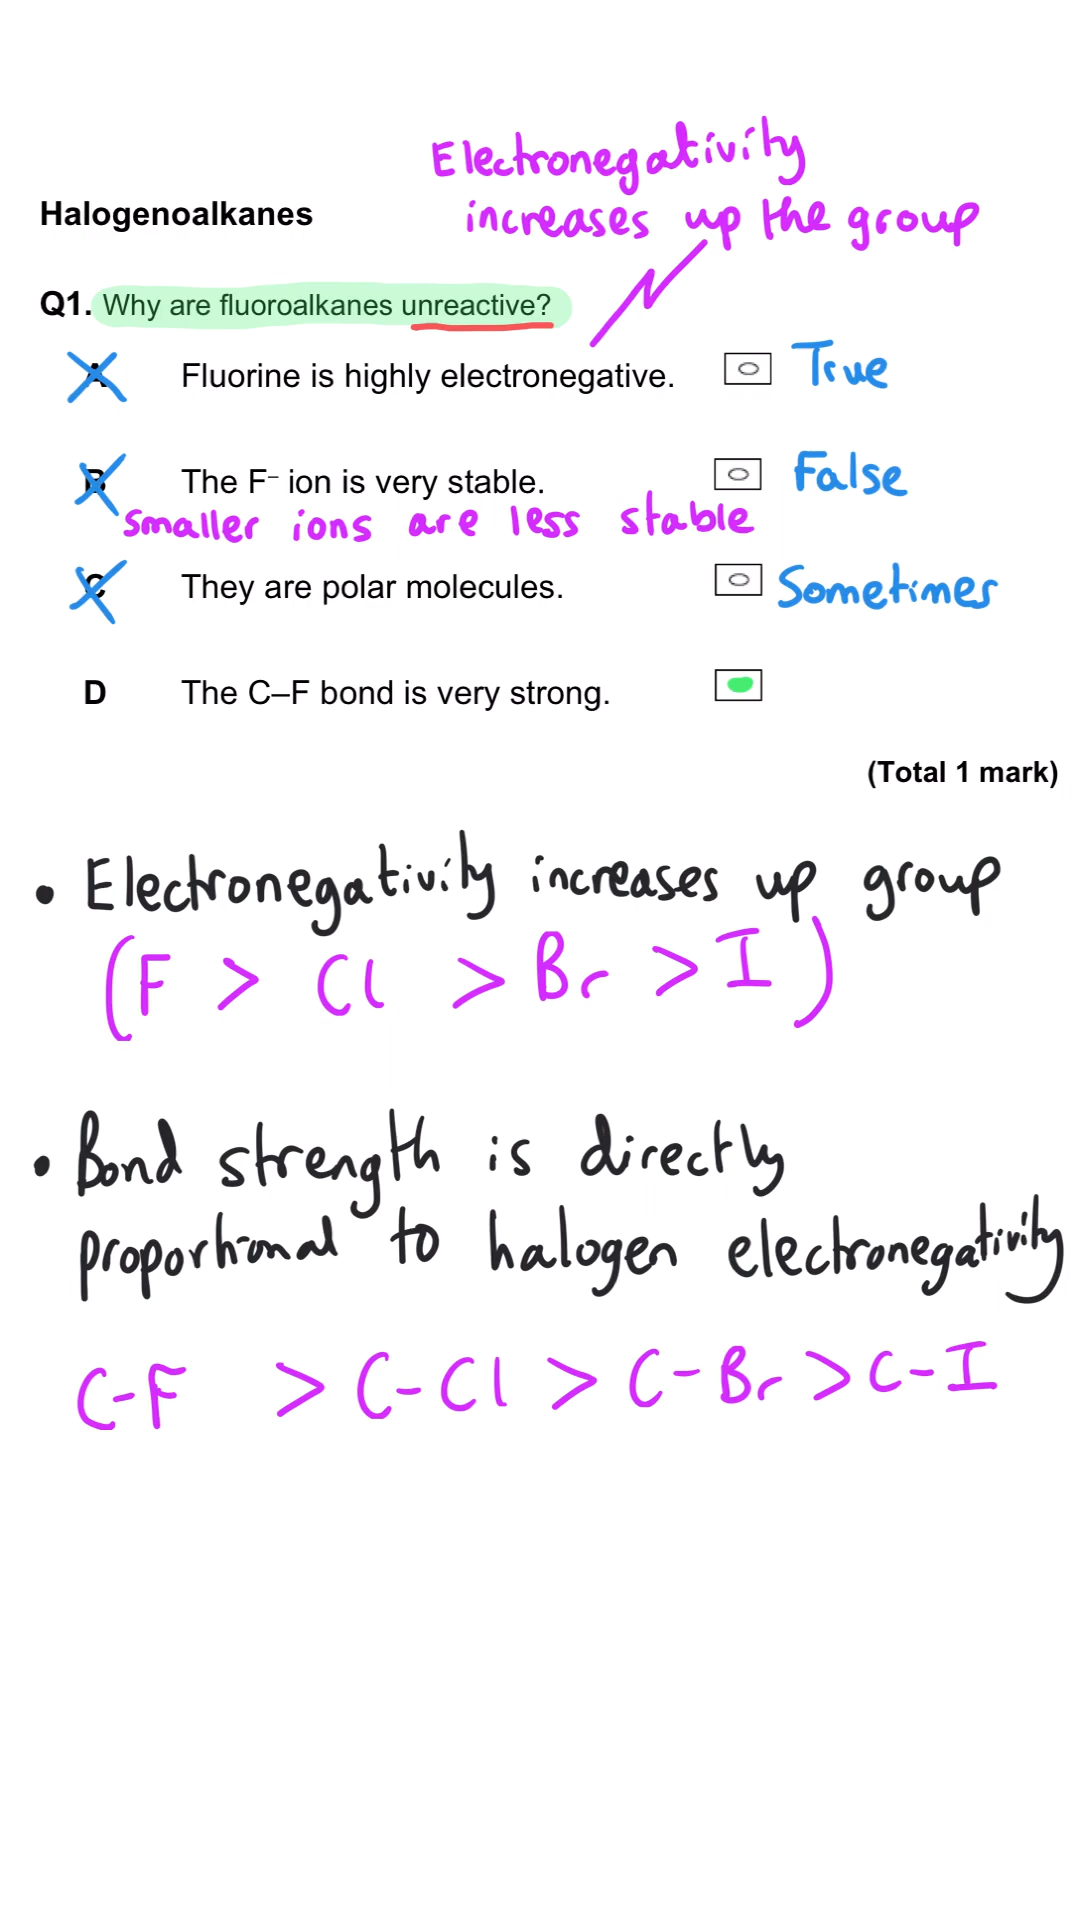 Electronegativity
increases up the group
Halogenoalkanes
Q1. Why are fluoroalkanes unreactive?
A Fluorine is highly electronegative. True
B The F⁻ ion is very stable. False
smaller ions are less stable
C They are polar molecules. Sometimes
D The C–F bond is very strong.
(Total 1 mark)
• Electronegativity increases up group
(F > Cl > Br > I)
• Bond strength is directly
proportional to halogen electronegativity
C-F > C-Cl > C-Br > C-I